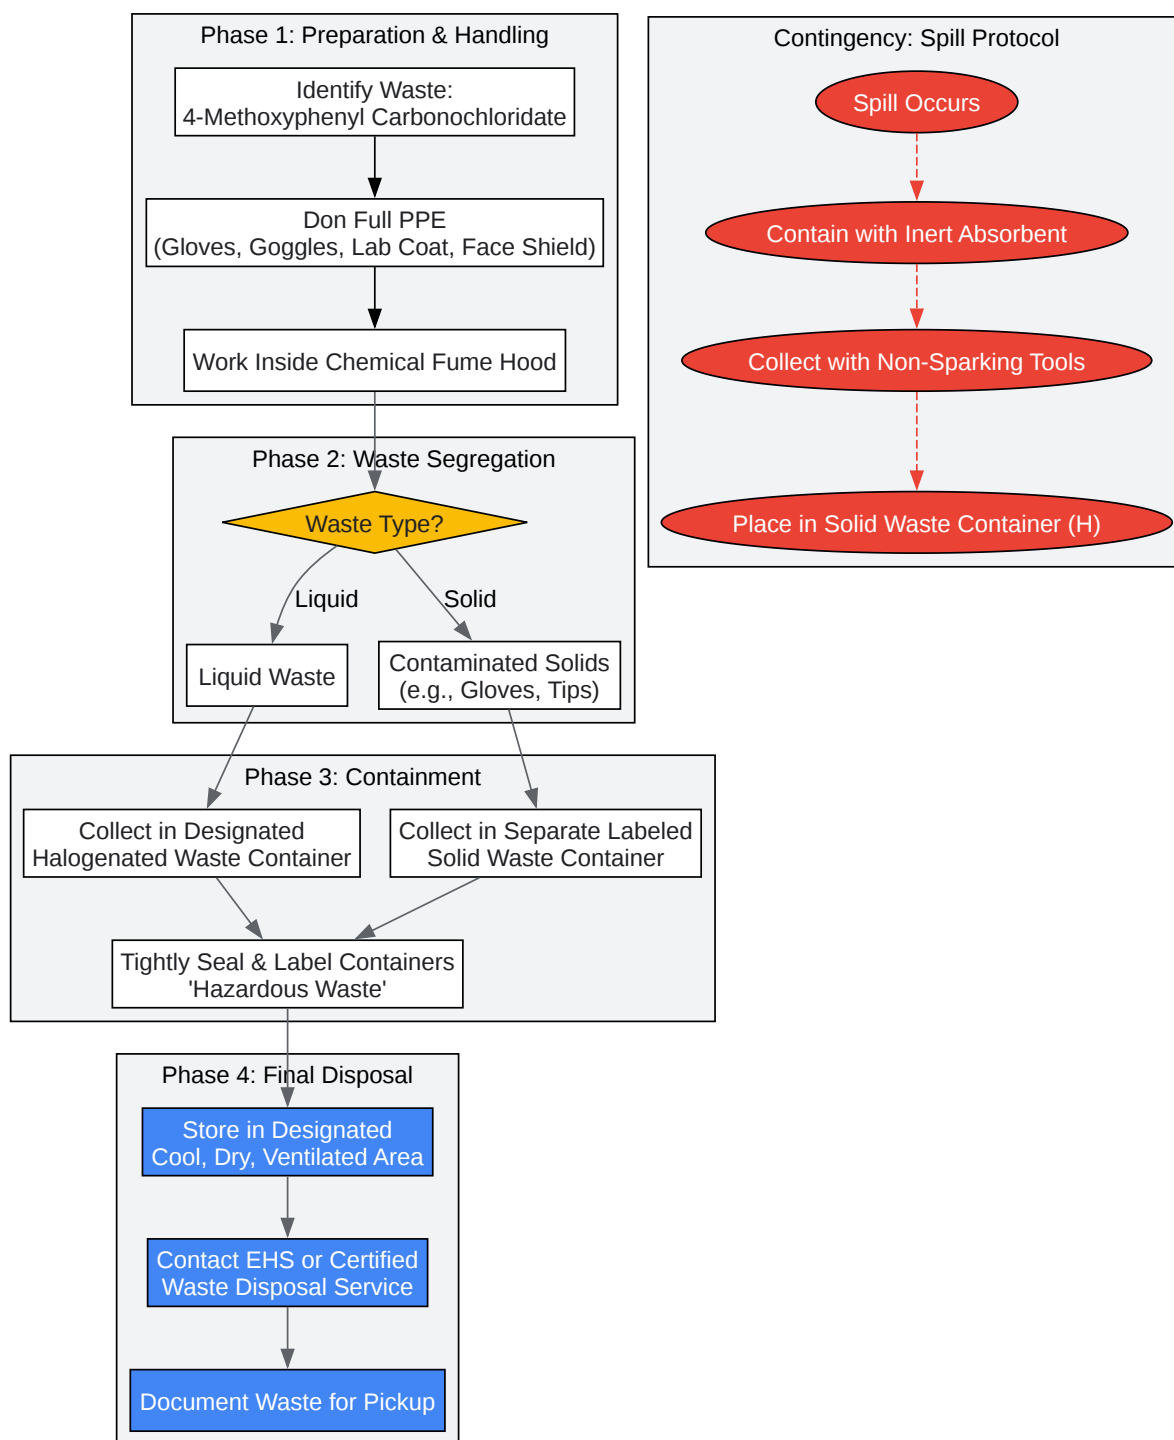 Phase 1: Preparation & Handling
Identify Waste:
4-Methoxyphenyl Carbonochloridate
Don Full PPE
(Gloves, Goggles, Lab Coat, Face Shield)
Work Inside Chemical Fume Hood
Phase 2: Waste Segregation
Waste Type?
Liquid
Solid
Liquid Waste
Contaminated Solids
(e.g., Gloves, Tips)
Phase 3: Containment
Collect in Designated
Halogenated Waste Container
Collect in Separate Labeled
Solid Waste Container
Tightly Seal & Label Containers
'Hazardous Waste'
Phase 4: Final Disposal
Store in Designated
Cool, Dry, Ventilated Area
Contact EHS or Certified
Waste Disposal Service
Document Waste for Pickup
Contingency: Spill Protocol
Spill Occurs
Contain with Inert Absorbent
Collect with Non-Sparking Tools
Place in Solid Waste Container (H)